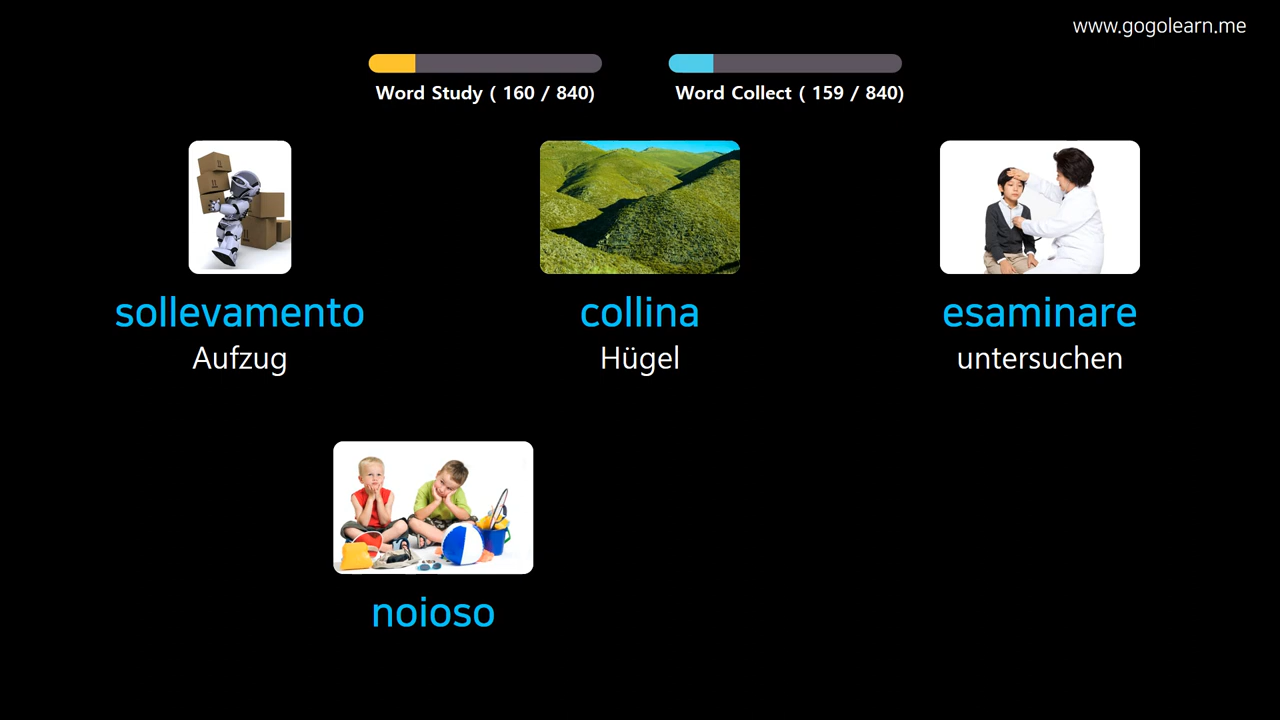 www.gogolearn.me
Word Study ( 160 / 840)
Word Collect ( 159 / 840)
sollevamento
Aufzug
collina
Hügel
esaminare
untersuchen
noioso